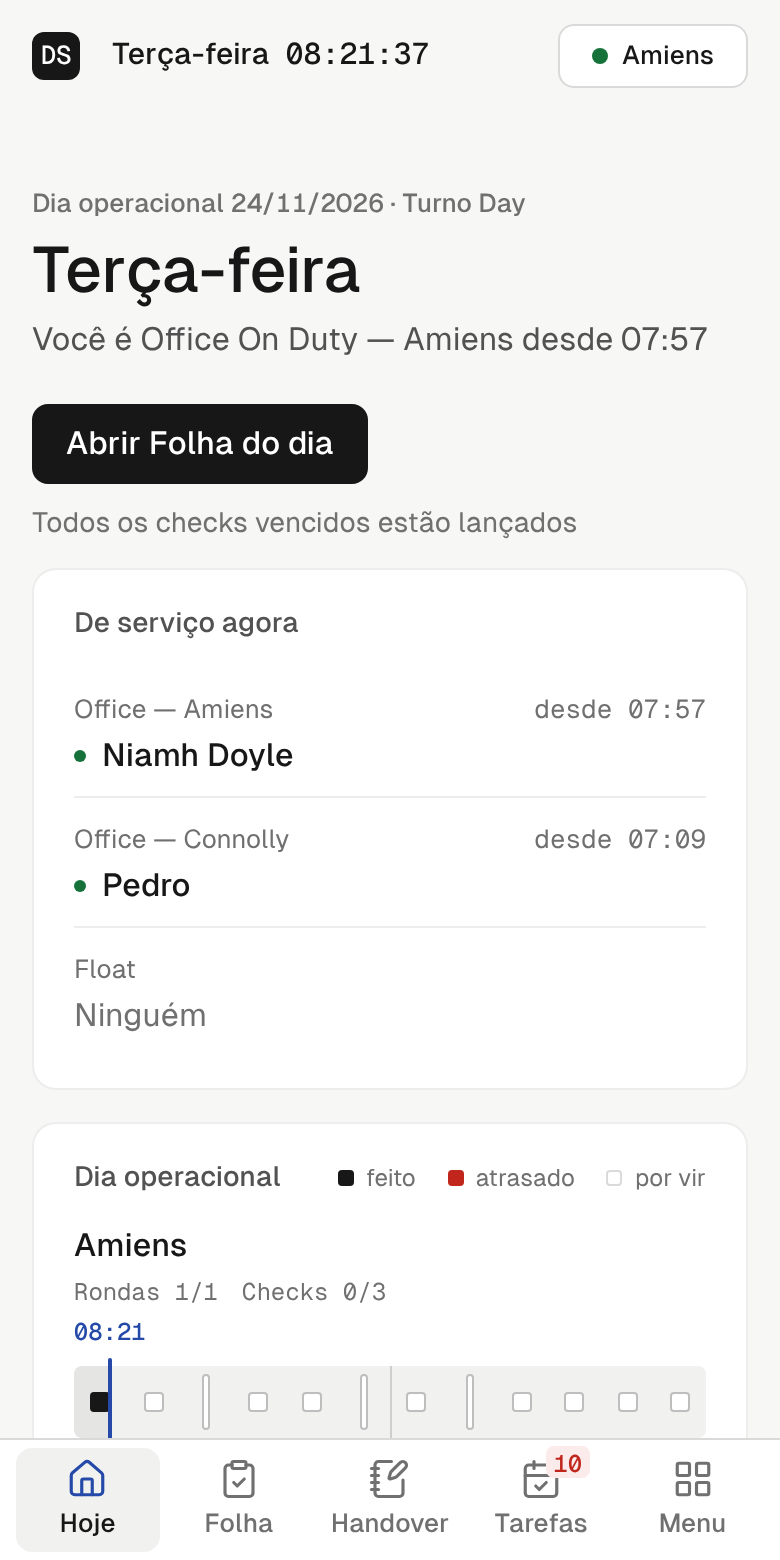 DS Terça-feira 08:21:37 Amiens
Dia operacional 24/11/2026 · Turno Day
Terça-feira
Você é Office On Duty — Amiens desde 07:57
Abrir Folha do dia
Todos os checks vencidos estão lançados
De serviço agora
Office — Amiens desde 07:57
Niamh Doyle
Office — Connolly desde 07:09
Pedro
Float
Ninguém
Dia operacional feito atrasado por vir
Amiens
Rondas 1/1 Checks 0/3
08:21
10
Hoje Folha Handover Tarefas Menu